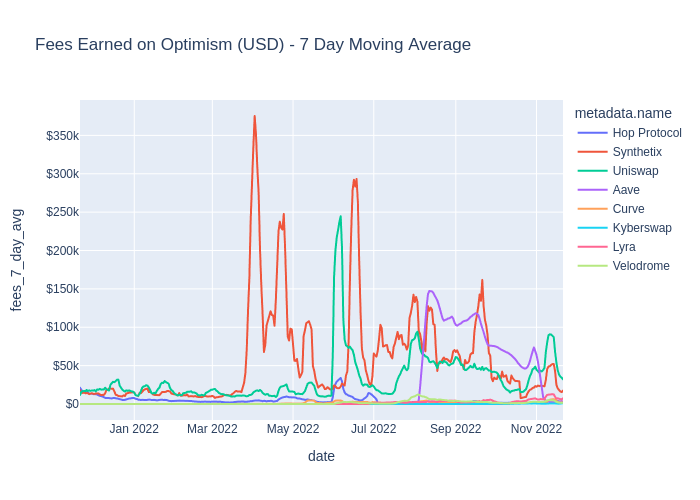 Fees Earned on Optimism (USD) - 7 Day Moving Average
metadata.name
Hop Protocol
Synthetix
Uniswap
Aave
Curve
Kyberswap
Lyra
Velodrome
$350k
$300k
$250k
$200k
$150k
$100k
$50k
$0
fees_7_day_avg
Jan 2022
Mar 2022
May 2022
Jul 2022
Sep 2022
Nov 2022
date